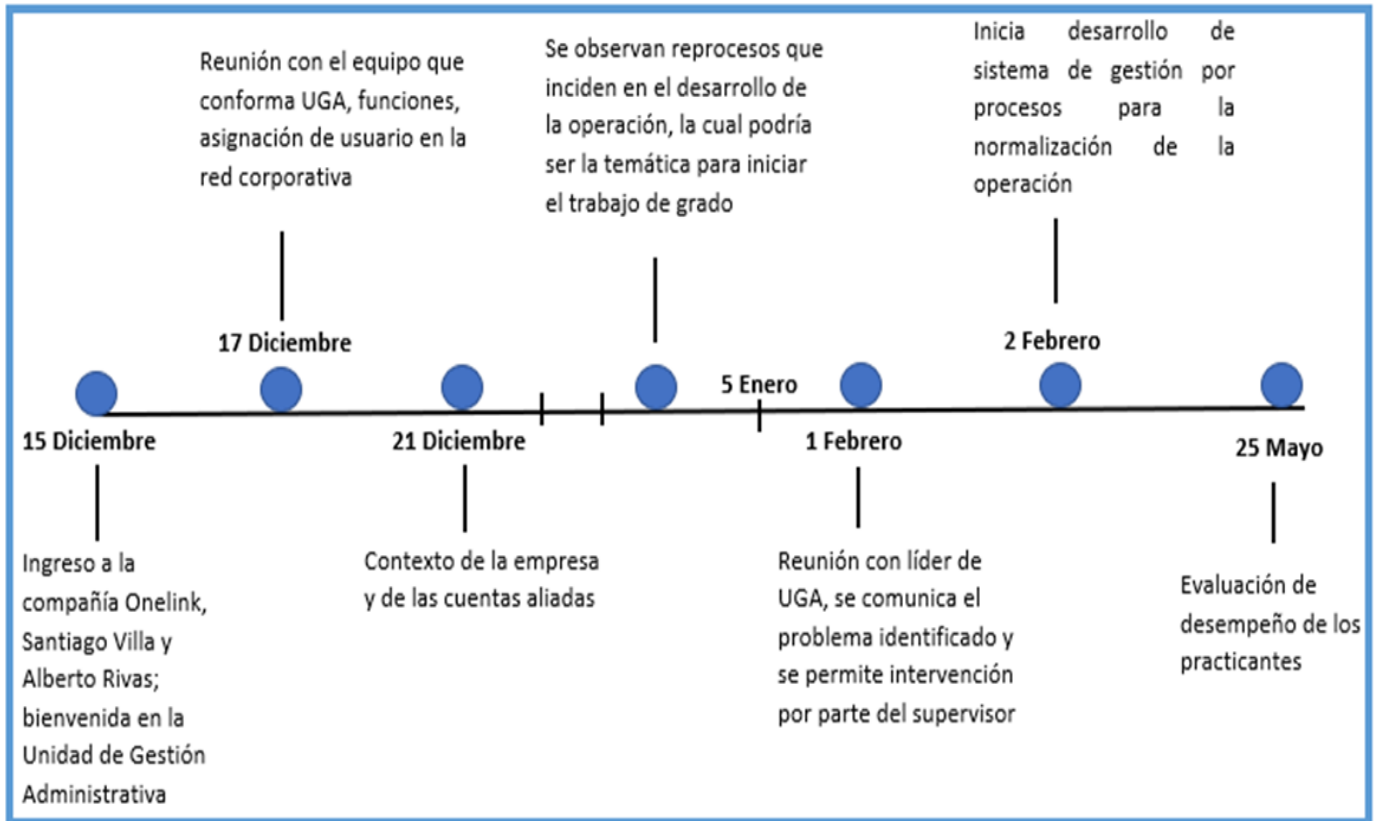 Reunión con el equipo que
conforma UGA, funciones,
asignación de usuario en la
red corporativa
Se observan reprocesos que
inciden en el desarrollo de
la operación, la cual podría
ser la temática para iniciar
el trabajo de grado
Inicia desarrollo de
sistema de gestión por
procesos para la
normalización de la
operación
17 Diciembre
2 Febrero
5 Enero
15 Diciembre
21 Diciembre
1 Febrero
25 Mayo
Ingreso a la
compañía Onelink,
Santiago Villa y
Alberto Rivas;
bienvenida en la
Unidad de Gestión
Administrativa
Contexto de la empresa
y de las cuentas aliadas
Reunión con líder de
UGA, se comunica el
problema identificado y
se permite intervención
por parte del supervisor
Evaluación de
desempeño de los
practicantes